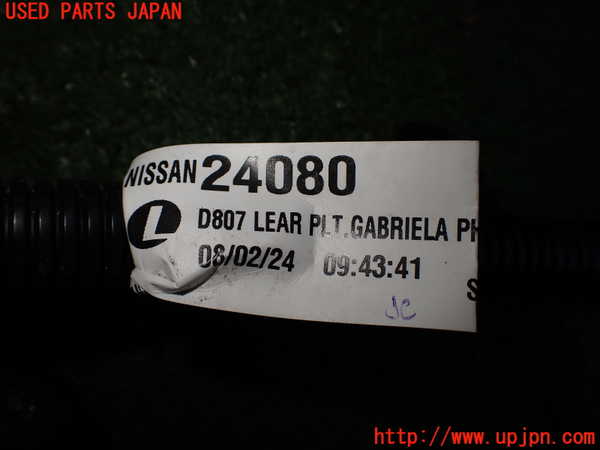 USED PARTS JAPAN
NISSAN 24080
L D807 LEAR PLT.GABRIELA
08/02/24 09:43:41
JC
http://www.upjpn.com/